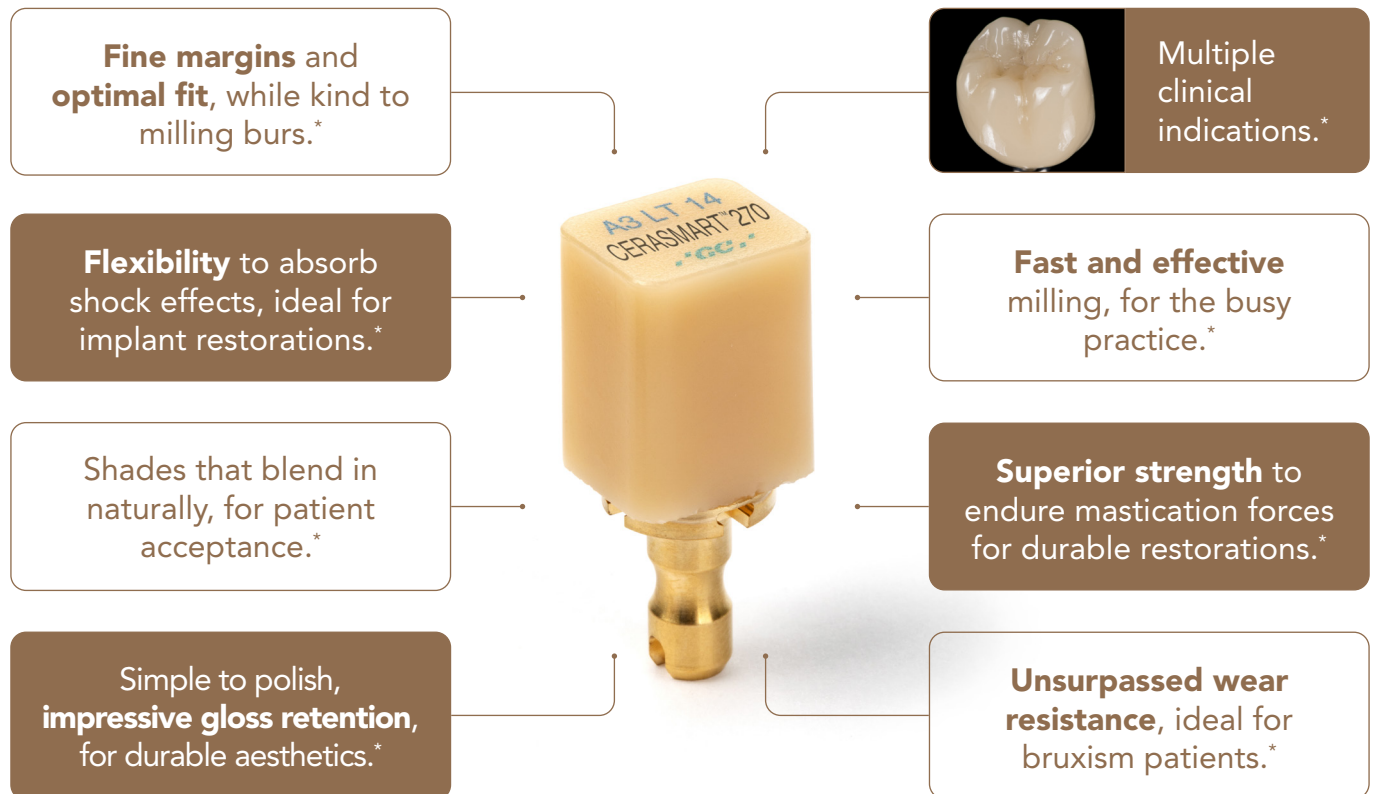 Fine margins and
optimal fit, while kind to
milling burs.*
Multiple
clinical
indications.*
Flexibility to absorb
shock effects, ideal for
implant restorations.*
A3 LT 14
CERASMART™270
GC
Fast and effective
milling, for the busy
practice.*
Shades that blend in
naturally, for patient
acceptance.*
Superior strength to
endure mastication forces
for durable restorations.*
Simple to polish,
impressive gloss retention,
for durable aesthetics.*
Unsurpassed wear
resistance, ideal for
bruxism patients.*